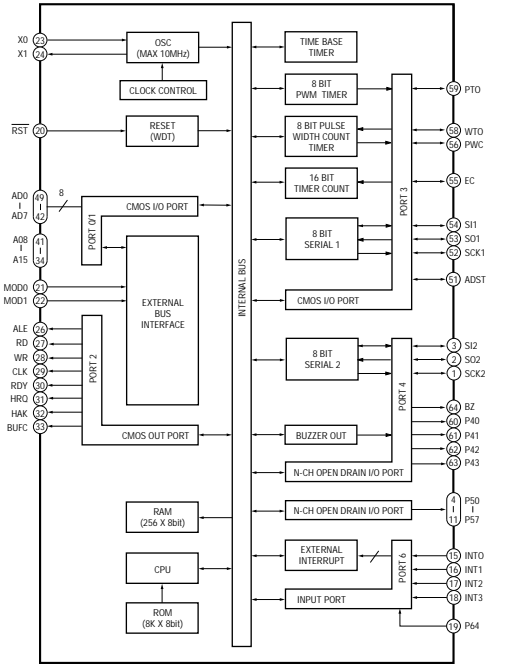 X0 23
X1 24
OSC
(MAX 10MHz)
CLOCK CONTROL
RST 20
RESET
(WDT)
8
AD0 49
AD7 42
CMOS I/O PORT
PORT 0/1
A08 41
A15 34
MOD0 21
MOD1 22
EXTERNAL
BUS
INTERFACE
ALE 26
RD 27
WR 28
CLK 29
RDY 30
HRQ 31
HAK 32
BUFC 33
PORT 2
CMOS OUT PORT
RAM
(256 X 8bit)
CPU
ROM
(8K X 8bit)
INTERNAL BUS
TIME BASE
TIMER
8 BIT
PWM TIMER
8 BIT PULSE
WIDTH COUNT
TIMER
16 BIT
TIMER COUNT
8 BIT
SERIAL 1
CMOS I/O PORT
PORT 3
59 PTO
58 WTO
56 PWC
55 EC
54 SI1
53 SO1
52 SCK1
51 ADST
8 BIT
SERIAL 2
BUZZER OUT
N-CH OPEN DRAIN I/O PORT
PORT 4
3 SI2
2 SO2
1 SCK2
64 BZ
60 P40
61 P41
62 P42
63 P43
N-CH OPEN DRAIN I/O PORT
4 P50
11 P57
EXTERNAL
INTERRUPT
INPUT PORT
PORT 6
15 INTO
16 INT1
17 INT2
18 INT3
19 P64